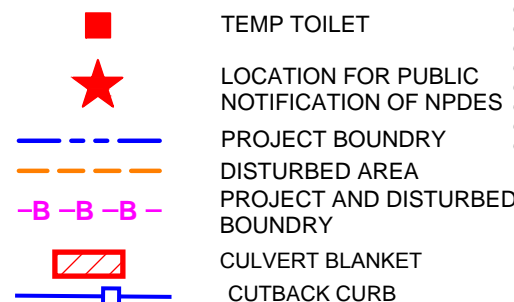 TEMP TOILET
LOCATION FOR PUBLIC
NOTIFICATION OF NPDES
PROJECT BOUNDRY
DISTURBED AREA
–B –B –B – PROJECT AND DISTURBED
BOUNDRY
CULVERT BLANKET
CUTBACK CURB